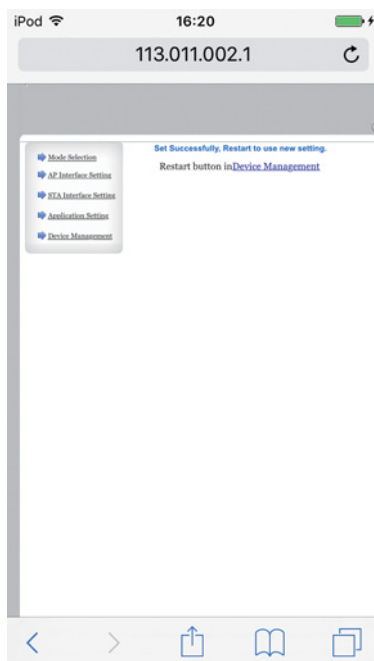 iPod 16:20
113.011.002.1
Set Successfully, Restart to use new setting.
Restart button inDevice Management
Mode Selection
AP Interface Setting
STA Interface Setting
Application Setting
Device Management